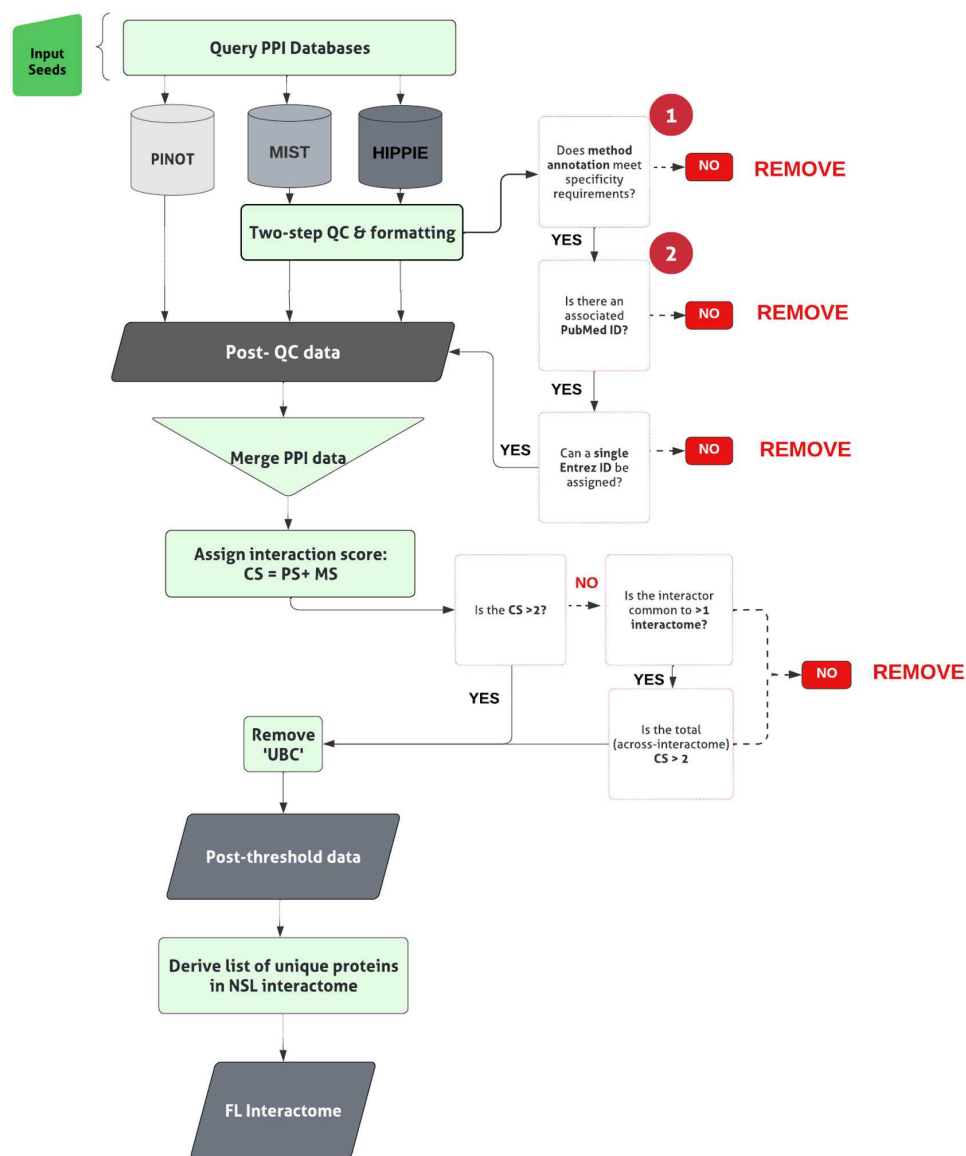 Input
Seeds
Query PPI Databases
PINOT
MIST
HIPPIE
Two-step QC & formatting
1
Does method
annotation meet
specificity
requirements?
NO
REMOVE
YES
2
Is there an
associated
PubMed ID?
NO
REMOVE
YES
Can a single
Entrez ID be
assigned?
NO
REMOVE
YES
Post- QC data
Merge PPI data
Assign interaction score:
CS = PS+ MS
Is the CS >2?
NO
Is the interactor
common to >1
interactome?
YES
YES
Is the total
(across-interactome)
CS > 2
NO
REMOVE
Remove
'UBC'
Post-threshold data
Derive list of unique proteins
in NSL interactome
FL Interactome